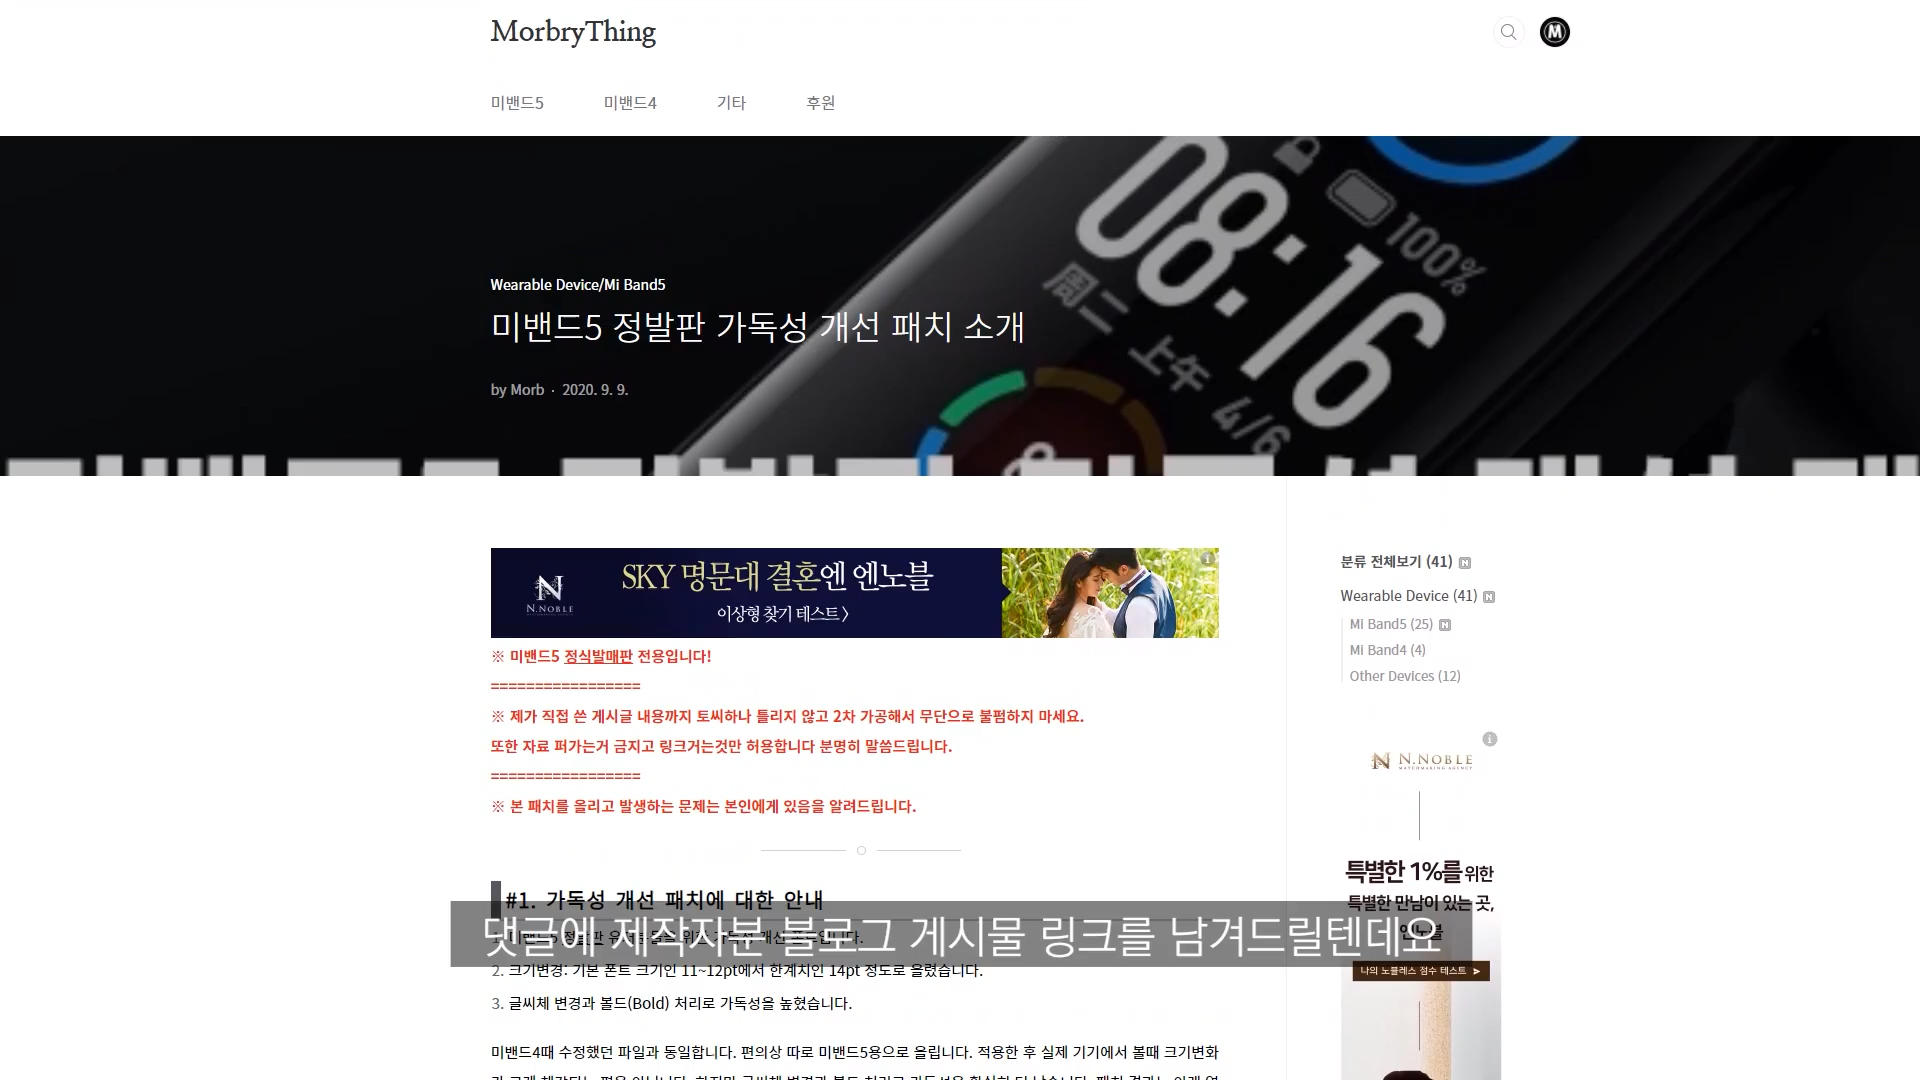 MorbryThing
M
미밴드5
미밴드4
기타
후원
08:16
100%
周二 上午 4/6
Wearable Device/Mi Band5
미밴드5 정발판 가독성 개선 패치 소개
by Morb · 2020. 9. 9.
N.NOBLE
SKY 명문대 결혼엔 엔노블
이상형 찾기 테스트 〉
※ 미밴드5 정식발매판 전용입니다!
=================
※ 제가 직접 쓴 게시글 내용까지 토씨하나 틀리지 않고 2차 가공해서 무단으로 불펌하지 마세요.
또한 자료 퍼가는거 금지고 링크거는것만 허용합니다 분명히 말씀드립니다.
=================
※ 본 패치를 올리고 발생하는 문제는 본인에게 있음을 알려드립니다.
#1. 가독성 개선 패치에 대한 안내
댓글에 제작자분 블로그 게시물 링크를 남겨드릴텐데요
2. 크기변경: 기본 폰트 크기인 11~12pt에서 한계치인 14pt 정도로 올렸습니다.
3. 글씨체 변경과 볼드(Bold) 처리로 가독성을 높혔습니다.
미밴드4때 수정했던 파일과 동일합니다. 편의상 따로 미밴드5용으로 올립니다. 적용한 후 실제 기기에서 볼때 크기변화
분류 전체보기 (41) N
Wearable Device (41) N
Mi Band5 (25) N
Mi Band4 (4)
Other Devices (12)
N.NOBLE
MATCHMAKING AGENCY
특별한 1%를 위한
특별한 만남이 있는 곳,
엔노블
나의 노블레스 점수 테스트 ►